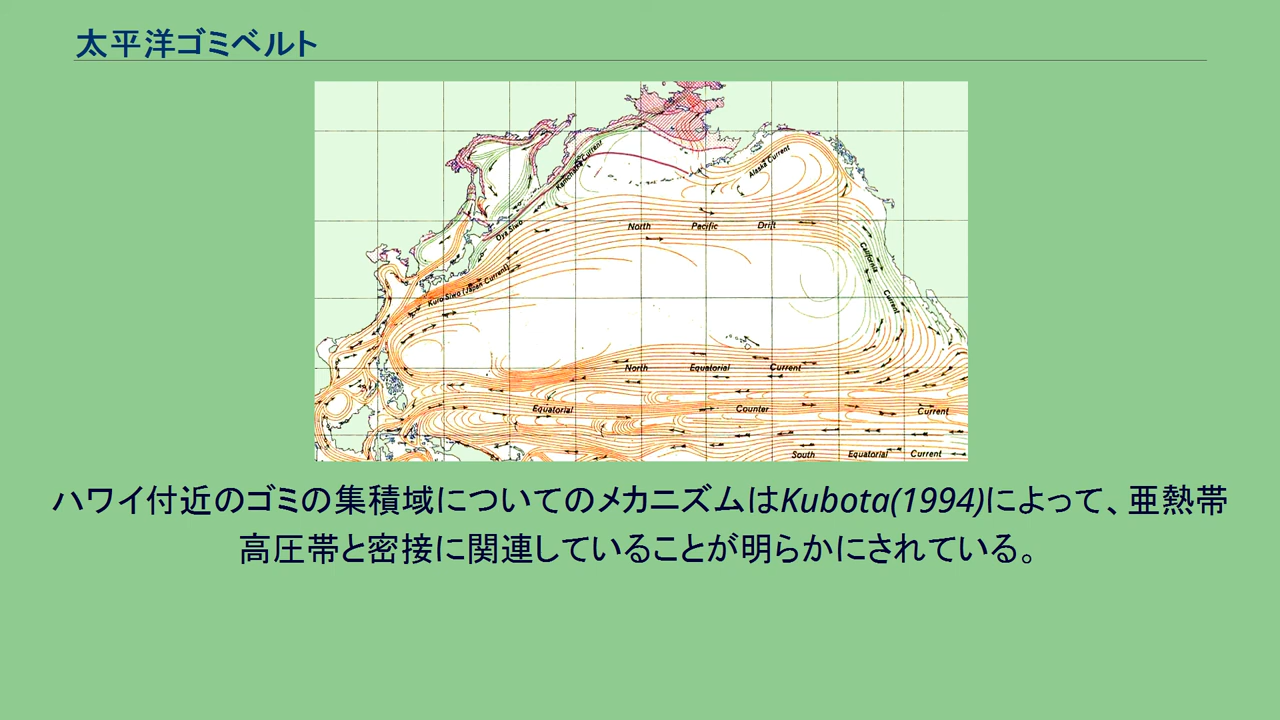 太平洋ゴミベルト
Kamchatka Current
Alaska Current
Oya Siwo
North Pacific Drift
California Current
Kuro Siwo (Japan Current)
North Equatorial Current
Equatorial Counter Current
South Equatorial Current
ハワイ付近のゴミの集積域についてのメカニズムはKubota(1994)によって、亜熱帯
高圧帯と密接に関連していることが明らかにされている。